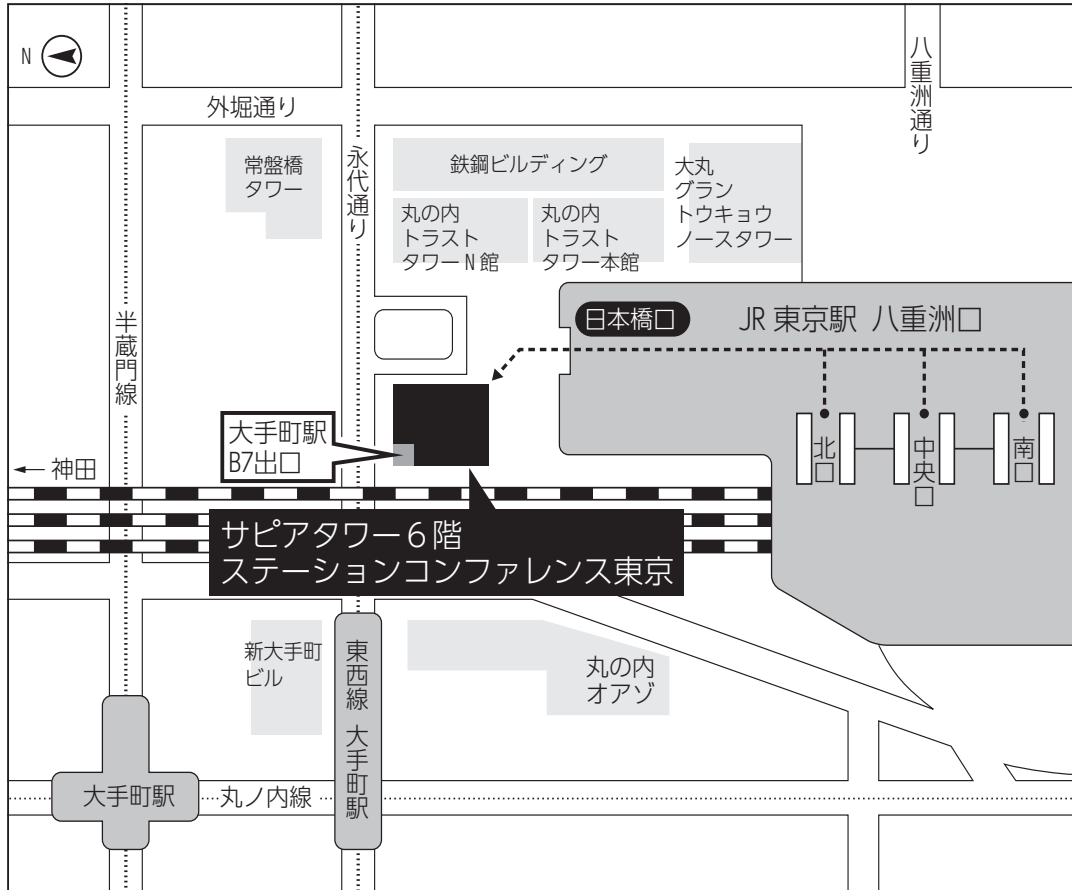 N
外堀通り
八重洲通り
常盤橋
タワー
永代通り
鉄鋼ビルディング
大丸
グラン
トウキョウ
ノースタワー
丸の内
トラスト
タワーN館
丸の内
トラスト
タワー本館
半蔵門線
日本橋口
JR 東京駅 八重洲口
大手町駅
B7出口
北口
中央口
南口
← 神田
サピアタワー6階
ステーションコンファレンス東京
新大手町
ビル
東西線 大手町駅
丸の内
オアゾ
大手町駅
丸ノ内線